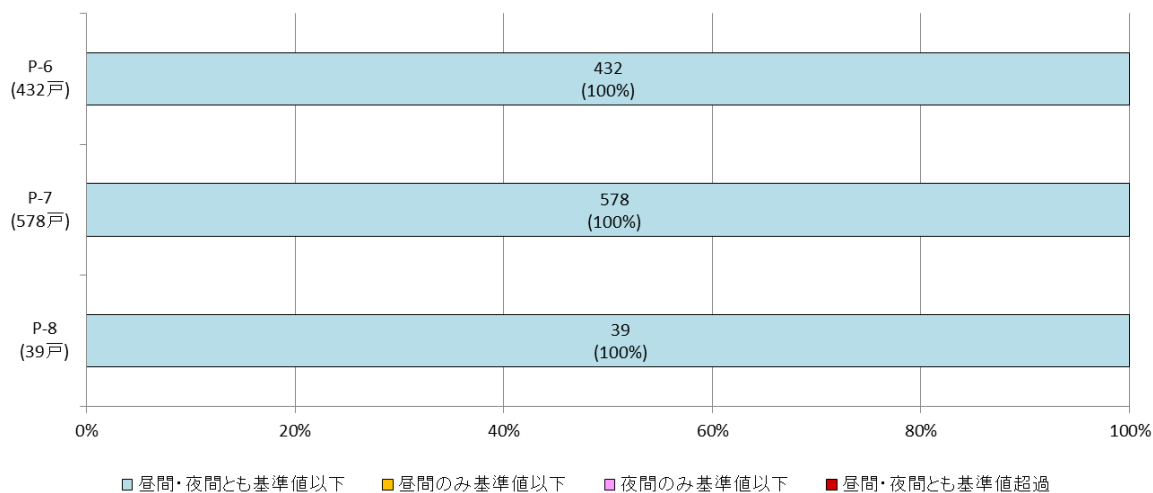 P-6
(432戸)
432
(100%)
P-7
(578戸)
578
(100%)
P-8
(39戸)
39
(100%)
0%
20%
40%
60%
80%
100%
昼間・夜間とも基準値以下
昼間のみ基準値以下
夜間のみ基準値以下
昼間・夜間とも基準値超過